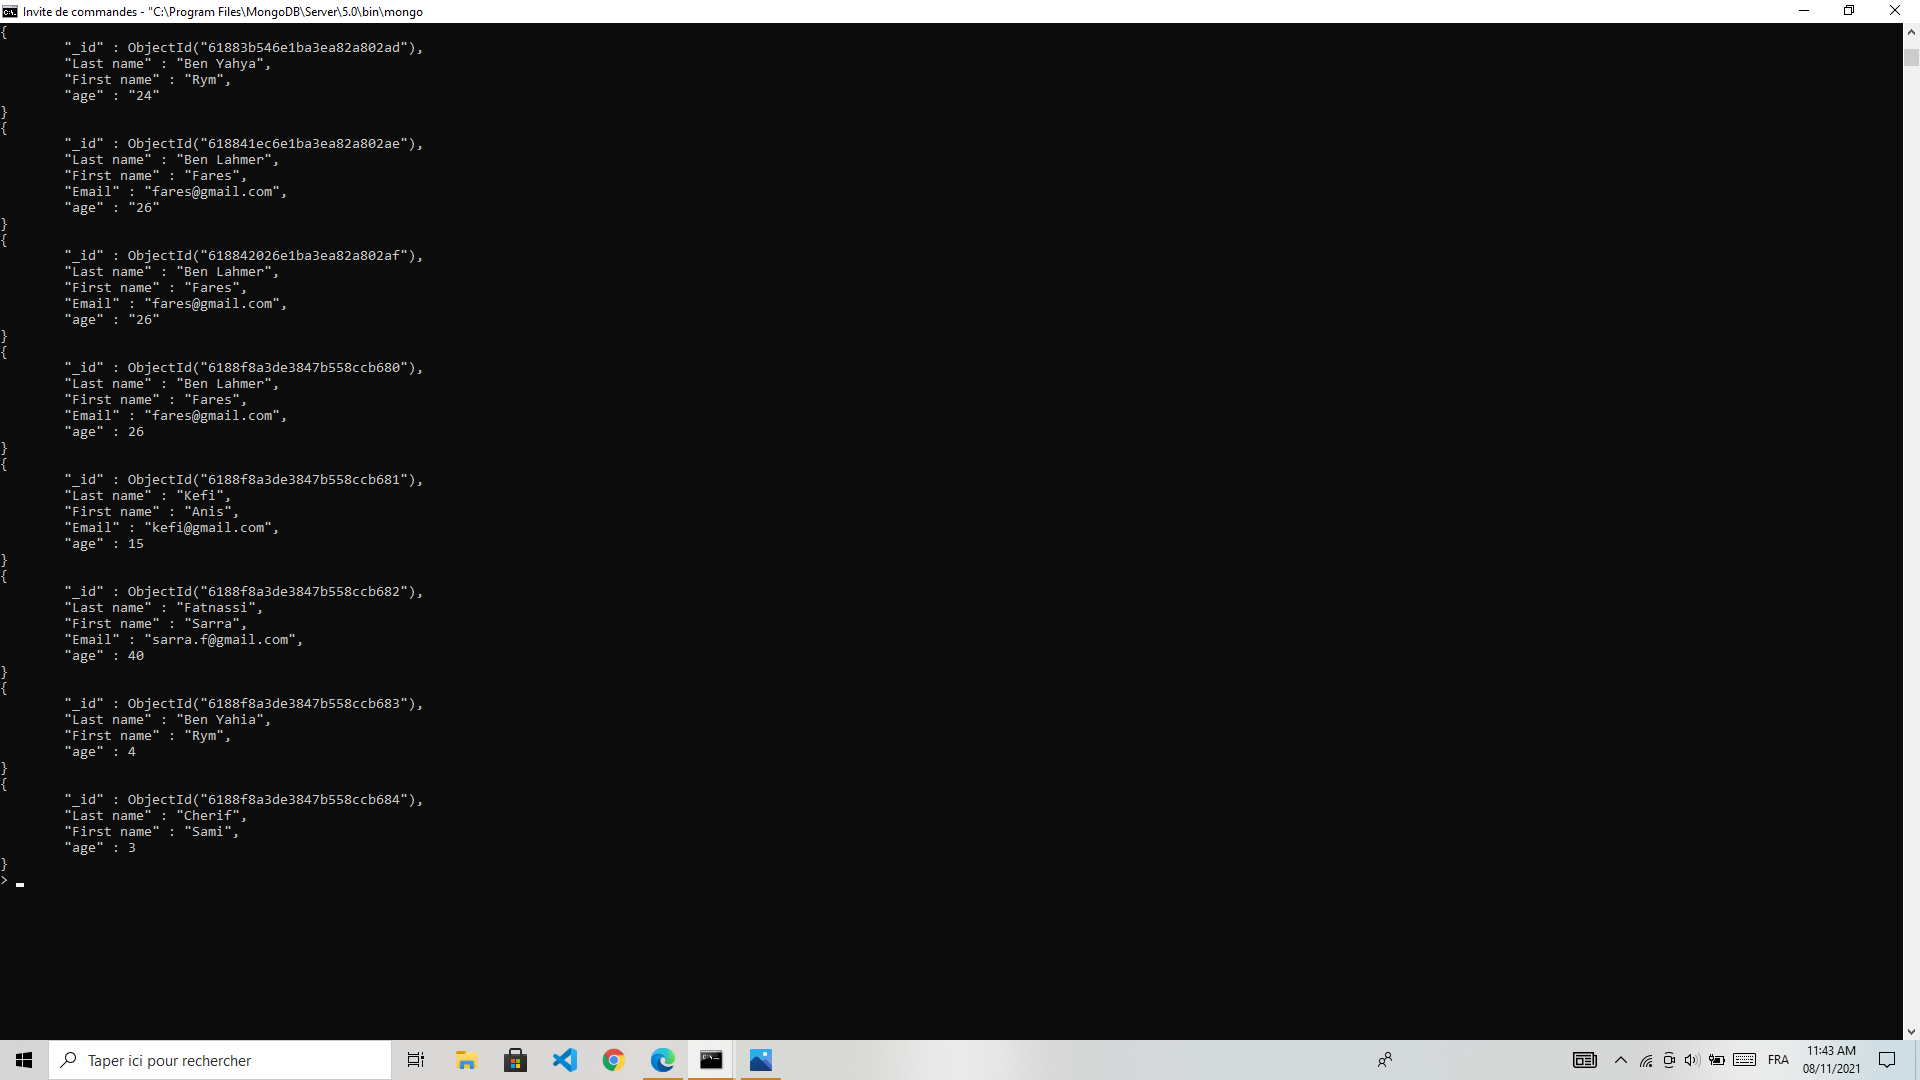 Invite de commandes - "C:\Program Files\MongoDB\Server\5.0\bin\mongo
{
"_id" : ObjectId("61883b546e1ba3ea82a802ad"),
"Last name" : "Ben Yahya",
"First name" : "Rym",
"age" : "24"
}
{
"_id" : ObjectId("618841ec6e1ba3ea82a802ae"),
"Last name" : "Ben Lahmer",
"First name" : "Fares",
"Email" : "fares@gmail.com",
"age" : "26"
}
{
"_id" : ObjectId("618842026e1ba3ea82a802af"),
"Last name" : "Ben Lahmer",
"First name" : "Fares",
"Email" : "fares@gmail.com",
"age" : "26"
}
{
"_id" : ObjectId("6188f8a3de3847b558ccb680"),
"Last name" : "Ben Lahmer",
"First name" : "Fares",
"Email" : "fares@gmail.com",
"age" : 26
}
{
"_id" : ObjectId("6188f8a3de3847b558ccb681"),
"Last name" : "Kefi",
"First name" : "Anis",
"Email" : "kefi@gmail.com",
"age" : 15
}
{
"_id" : ObjectId("6188f8a3de3847b558ccb682"),
"Last name" : "Fatnassi",
"First name" : "Sarra",
"Email" : "sarra.f@gmail.com",
"age" : 40
}
{
"_id" : ObjectId("6188f8a3de3847b558ccb683"),
"Last name" : "Ben Yahia",
"First name" : "Rym",
"age" : 4
}
{
"_id" : ObjectId("6188f8a3de3847b558ccb684"),
"Last name" : "Cherif",
"First name" : "Sami",
"age" : 3
}
>
Taper ici pour rechercher
FRA
11:43 AM
08/11/2021